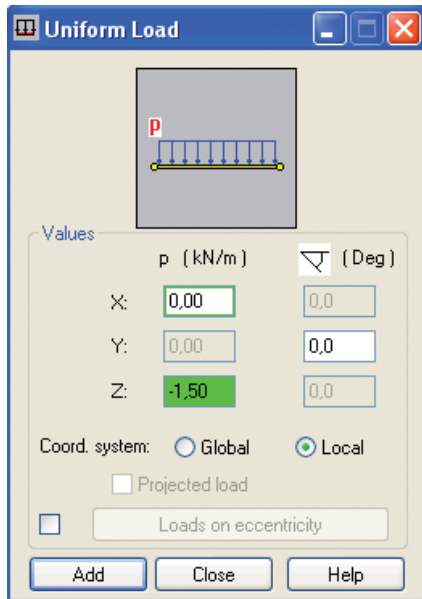 Uniform Load
p
Values
p (kN/m) (Deg)
X: 0,00 0,0
Y: 0,00 0,0
Z: -1,50 0,0
Coord. system: Global Local
Projected load
Loads on eccentricity
Add Close Help